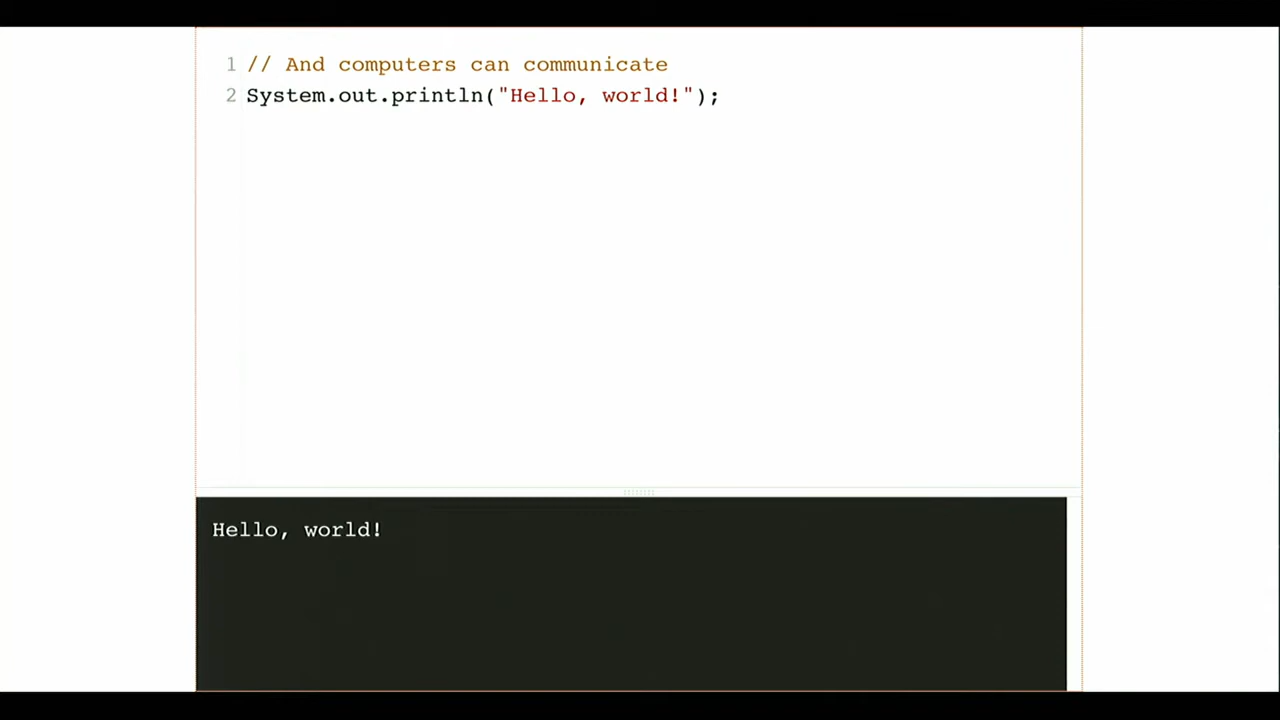 1 // And computers can communicate
2 System.out.println("Hello, world!");
Hello, world!